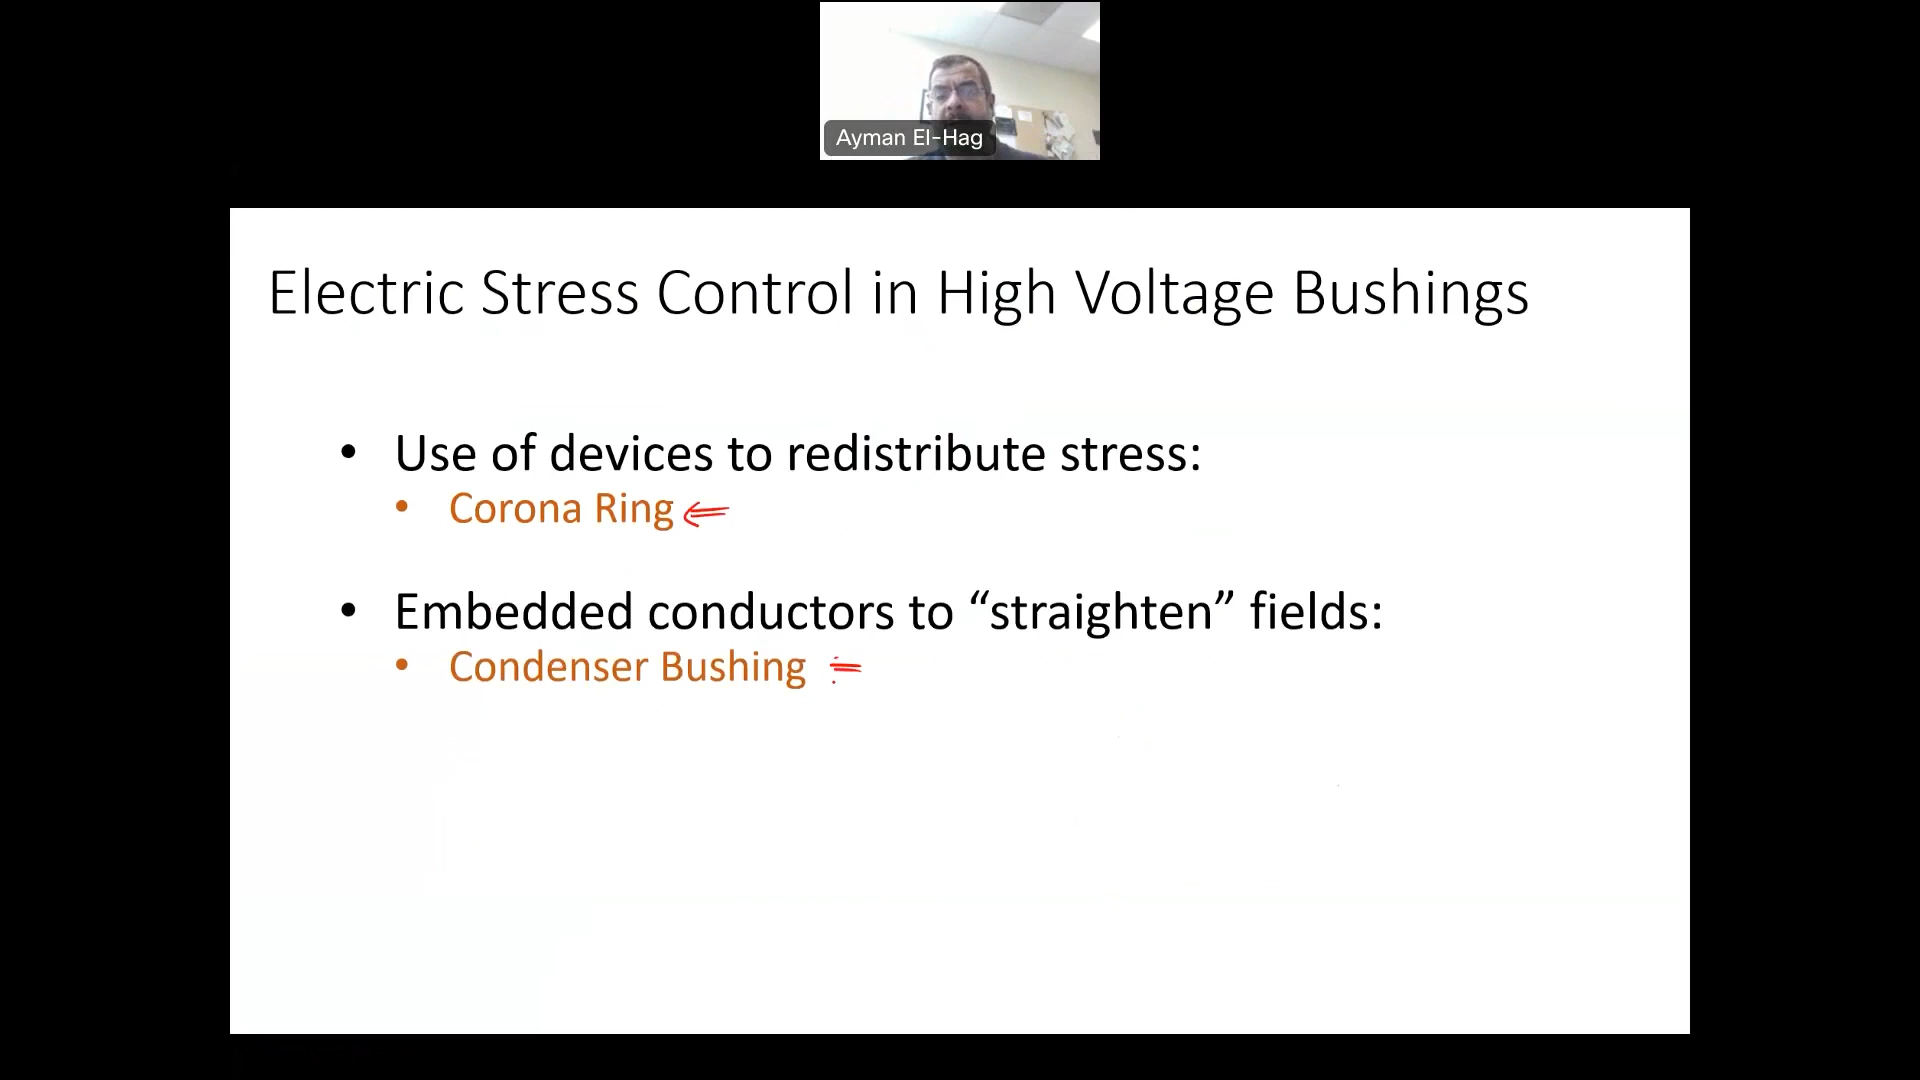 Ayman El-Hag
Electric Stress Control in High Voltage Bushings
• Use of devices to redistribute stress:
• Corona Ring
• Embedded conductors to “straighten” fields:
• Condenser Bushing